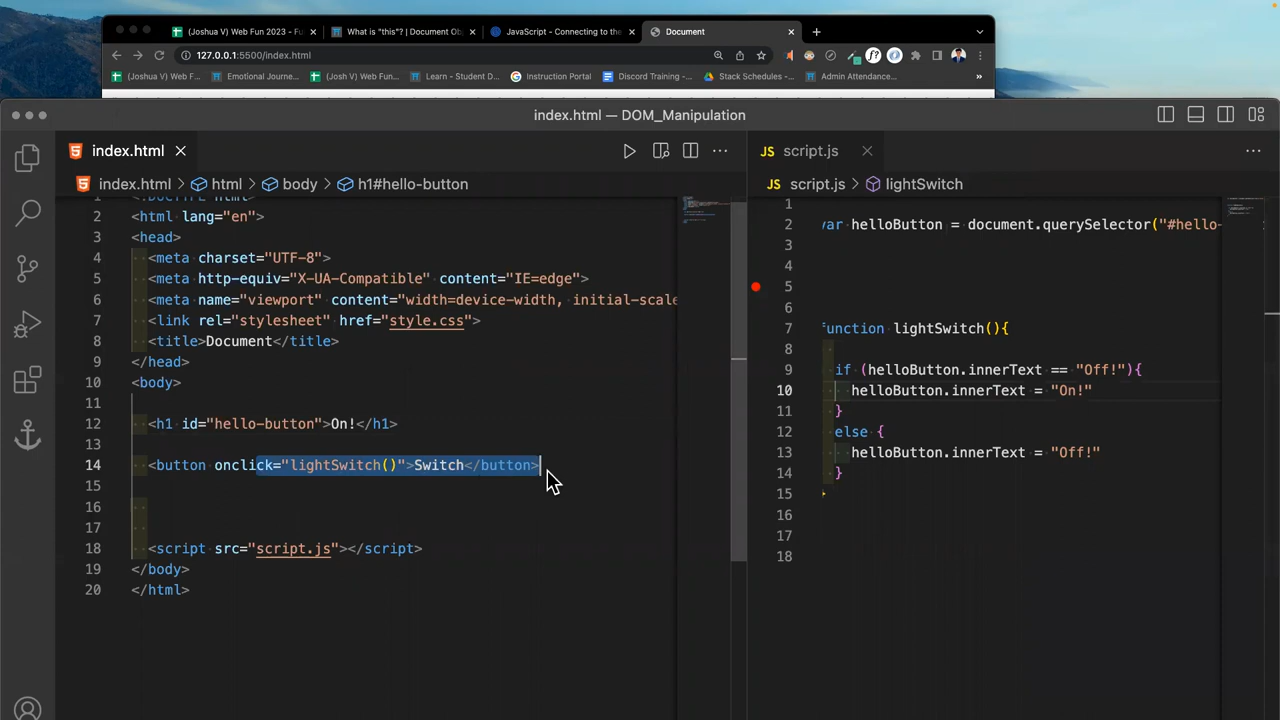 (Joshua V) Web Fun 2023 - Fu
What is "this"? | Document Ob
JavaScript - Connecting to the
Document
127.0.0.1:5500/index.html
(Joshua V) Web F...
Emotional Journe...
(Josh V) Web Fun...
Learn - Student D...
Instruction Portal
Discord Training -...
Stack Schedules -...
Admin Attendance...
»
index.html — DOM_Manipulation
index.html
index.html > html > body > h1#hello-button
1 <!DOCTYPE html>
2 <html lang="en">
3 <head>
4 <meta charset="UTF-8">
5 <meta http-equiv="X-UA-Compatible" content="IE=edge">
6 <meta name="viewport" content="width=device-width, initial-scale
7 <link rel="stylesheet" href="style.css">
8 <title>Document</title>
9 </head>
10 <body>
11
12 <h1 id="hello-button">On!</h1>
13
14 <button onclick="lightSwitch()">Switch</button>
15
16
17
18 <script src="script.js"></script>
19 </body>
20 </html>
JS script.js
JS script.js > lightSwitch
1
2 var helloButton = document.querySelector("#hello-
3
4
5
6
7 function lightSwitch(){
8
9 if (helloButton.innerText == "Off!"){
10 helloButton.innerText = "On!"
11 }
12 else {
13 helloButton.innerText = "Off!"
14 }
15
16
17
18